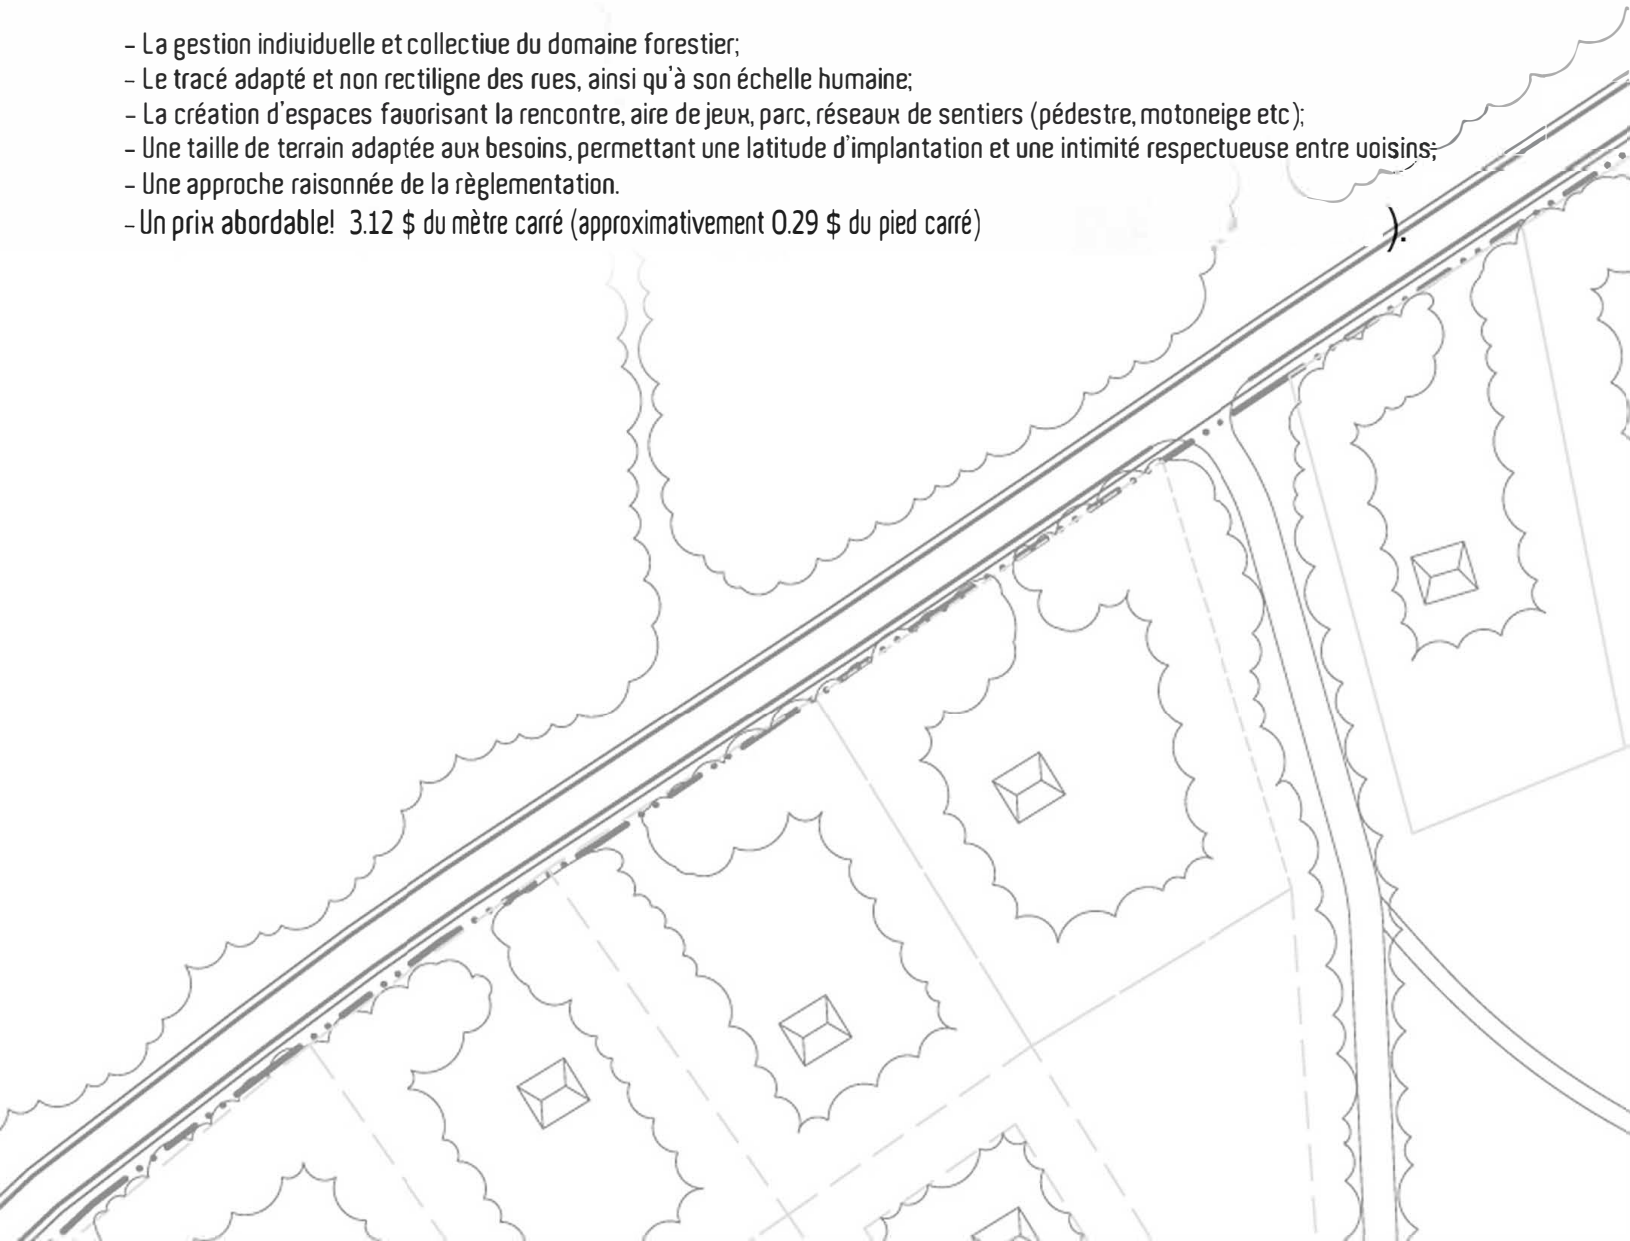 - La gestion individuelle et collective du domaine forestier;
- Le tracé adapté et non rectiligne des rues, ainsi qu'à son échelle humaine;
- La création d'espaces favorisant la rencontre, aire de jeux, parc, réseaux de sentiers (pédestre, motoneige etc);
- Une taille de terrain adaptée aux besoins, permettant une latitude d'implantation et une intimité respectueuse entre voisins;
- Une approche raisonnée de la règlementation.
- Un prix abordable! 3.12 $ du mètre carré (approximativement 0.29 $ du pied carré) ).